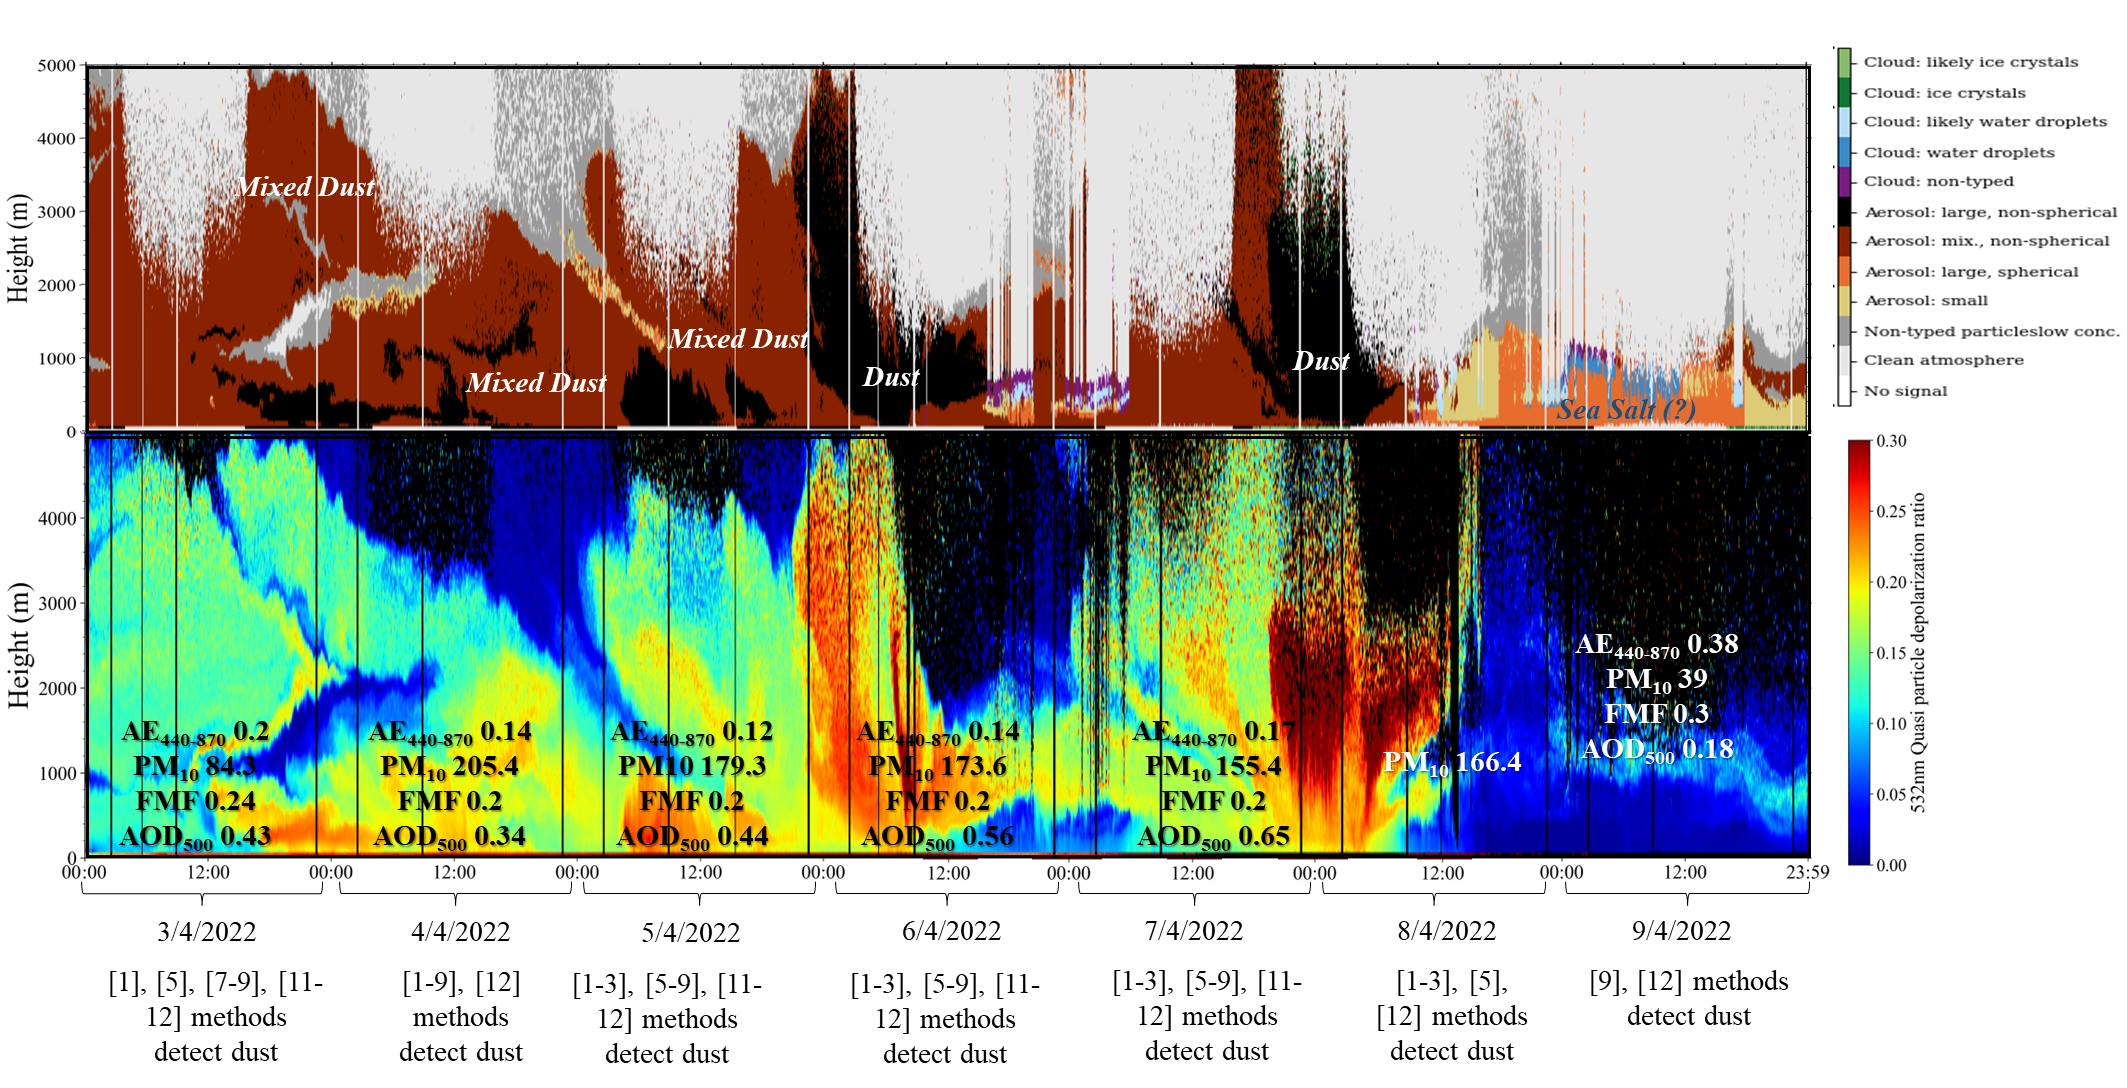 5000
4000
3000
2000
1000
0
Height (m)
Mixed Dust
Mixed Dust
Mixed Dust
Dust
Dust
Sea Salt (?)
Cloud: likely ice crystals
Cloud: ice crystals
Cloud: likely water droplets
Cloud: water droplets
Cloud: non-typed
Aerosol: large, non-spherical
Aerosol: mix., non-spherical
Aerosol: large, spherical
Aerosol: small
Non-typed particleslow conc.
Clean atmosphere
No signal
4000
3000
2000
1000
0
Height (m)
AE440-870 0.2
PM10 84.3
FMF 0.24
AOD500 0.43
AE440-870 0.14
PM10 205.4
FMF 0.2
AOD500 0.34
AE440-870 0.12
PM10 179.3
FMF 0.2
AOD500 0.44
AE440-870 0.14
PM10 173.6
FMF 0.2
AOD500 0.56
AE440-870 0.17
PM10 155.4
FMF 0.2
AOD500 0.65
PM10 166.4
AE440-870 0.38
PM10 39
FMF 0.3
AOD500 0.18
0.30
0.25
0.20
0.15
0.10
0.05
0.00
532nm Quasi particle depolarization ratio
00:00 12:00 00:00 12:00 00:00 12:00 00:00 12:00 00:00 12:00 00:00 12:00 00:00 12:00 23:59
3/4/2022 4/4/2022 5/4/2022 6/4/2022 7/4/2022 8/4/2022 9/4/2022
[1], [5], [7-9], [11-
12] methods
detect dust
[1-9], [12]
methods
detect dust
[1-3], [5-9], [11-
12] methods
detect dust
[1-3], [5-9], [11-
12] methods
detect dust
[1-3], [5-9], [11-
12] methods
detect dust
[1-3], [5],
[12] methods
detect dust
[9], [12] methods
detect dust